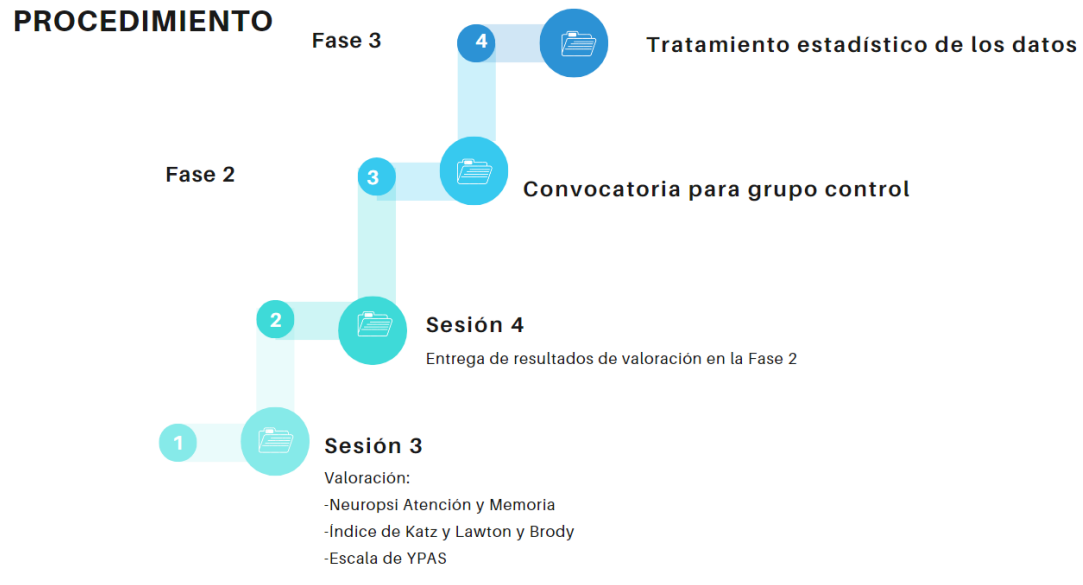 PROCEDIMIENTO
Fase 3
4
Tratamiento estadístico de los datos
Fase 2
3
Convocatoria para grupo control
2
Sesión 4
Entrega de resultados de valoración en la Fase 2
1
Sesión 3
Valoración:
-Neuropsi Atención y Memoria
-Índice de Katz y Lawton y Brody
-Escala de YPAS